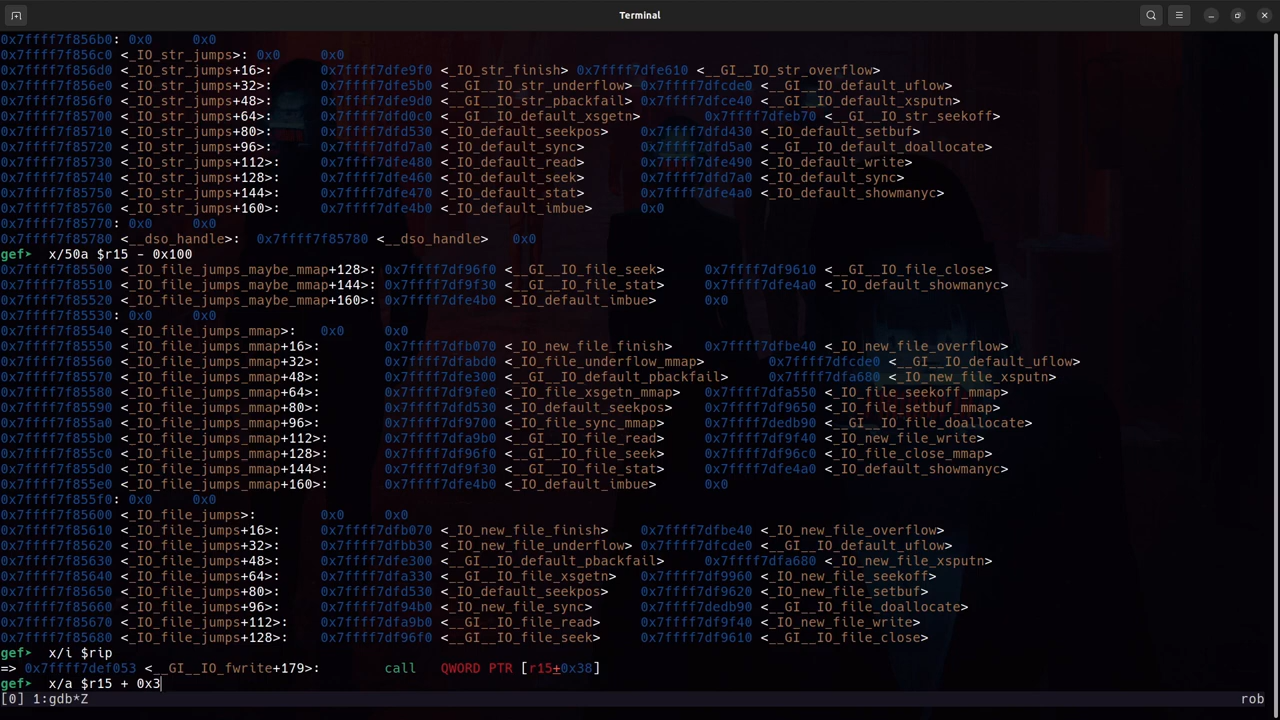 Terminal
0x7ffff7f856b0: 0x0 0x0
0x7ffff7f856c0 <_IO_str_jumps>: 0x0 0x0
0x7ffff7f856d0 <_IO_str_jumps+16>: 0x7ffff7dfe9f0 <_IO_str_finish> 0x7ffff7dfe610 <__GI__IO_str_overflow>
0x7ffff7f856e0 <_IO_str_jumps+32>: 0x7ffff7dfe5b0 <__GI__IO_str_underflow> 0x7ffff7dfcde0 <__GI__IO_default_uflow>
0x7ffff7f856f0 <_IO_str_jumps+48>: 0x7ffff7dfe9d0 <__GI__IO_str_pbackfail> 0x7ffff7dfce40 <__GI__IO_default_xsputn>
0x7ffff7f85700 <_IO_str_jumps+64>: 0x7ffff7dfd0c0 <__GI__IO_default_xsgetn> 0x7ffff7dfeb70 <__GI__IO_str_seekoff>
0x7ffff7f85710 <_IO_str_jumps+80>: 0x7ffff7dfd530 <_IO_default_seekpos> 0x7ffff7dfd430 <_IO_default_setbuf>
0x7ffff7f85720 <_IO_str_jumps+96>: 0x7ffff7dfd7a0 <_IO_default_sync> 0x7ffff7dfd5a0 <__GI__IO_default_doallocate>
0x7ffff7f85730 <_IO_str_jumps+112>: 0x7ffff7dfe480 <_IO_default_read> 0x7ffff7dfe490 <_IO_default_write>
0x7ffff7f85740 <_IO_str_jumps+128>: 0x7ffff7dfe460 <_IO_default_seek> 0x7ffff7dfd7a0 <_IO_default_sync>
0x7ffff7f85750 <_IO_str_jumps+144>: 0x7ffff7dfe470 <_IO_default_stat> 0x7ffff7dfe4a0 <_IO_default_showmanyc>
0x7ffff7f85760 <_IO_str_jumps+160>: 0x7ffff7dfe4b0 <_IO_default_imbue> 0x0
0x7ffff7f85770: 0x0 0x0
0x7ffff7f85780 <__dso_handle>: 0x7ffff7f85780 <__dso_handle> 0x0
gef➤ x/50a $r15 - 0x100
0x7ffff7f85500 <_IO_file_jumps_maybe_mmap+128>: 0x7ffff7df96f0 <__GI__IO_file_seek> 0x7ffff7df9610 <__GI__IO_file_close>
0x7ffff7f85510 <_IO_file_jumps_maybe_mmap+144>: 0x7ffff7df9f30 <__GI__IO_file_stat> 0x7ffff7dfe4a0 <_IO_default_showmanyc>
0x7ffff7f85520 <_IO_file_jumps_maybe_mmap+160>: 0x7ffff7dfe4b0 <_IO_default_imbue> 0x0
0x7ffff7f85530: 0x0 0x0
0x7ffff7f85540 <_IO_file_jumps_mmap>: 0x0 0x0
0x7ffff7f85550 <_IO_file_jumps_mmap+16>: 0x7ffff7dfb070 <_IO_new_file_finish> 0x7ffff7dfbe40 <_IO_new_file_overflow>
0x7ffff7f85560 <_IO_file_jumps_mmap+32>: 0x7ffff7dfabd0 <_IO_file_underflow_mmap> 0x7ffff7dfcde0 <__GI__IO_default_uflow>
0x7ffff7f85570 <_IO_file_jumps_mmap+48>: 0x7ffff7dfe300 <__GI__IO_default_pbackfail> 0x7ffff7dfa680 <_IO_new_file_xsputn>
0x7ffff7f85580 <_IO_file_jumps_mmap+64>: 0x7ffff7df9fe0 <_IO_file_xsgetn_mmap> 0x7ffff7dfa550 <_IO_file_seekoff_mmap>
0x7ffff7f85590 <_IO_file_jumps_mmap+80>: 0x7ffff7dfd530 <_IO_default_seekpos> 0x7ffff7df9650 <_IO_file_setbuf_mmap>
0x7ffff7f855a0 <_IO_file_jumps_mmap+96>: 0x7ffff7df9700 <_IO_file_sync_mmap> 0x7ffff7dedb90 <__GI__IO_file_doallocate>
0x7ffff7f855b0 <_IO_file_jumps_mmap+112>: 0x7ffff7dfa9b0 <__GI__IO_file_read> 0x7ffff7df9f40 <_IO_new_file_write>
0x7ffff7f855c0 <_IO_file_jumps_mmap+128>: 0x7ffff7df96f0 <__GI__IO_file_seek> 0x7ffff7df96c0 <_IO_file_close_mmap>
0x7ffff7f855d0 <_IO_file_jumps_mmap+144>: 0x7ffff7df9f30 <__GI__IO_file_stat> 0x7ffff7dfe4a0 <_IO_default_showmanyc>
0x7ffff7f855e0 <_IO_file_jumps_mmap+160>: 0x7ffff7dfe4b0 <_IO_default_imbue> 0x0
0x7ffff7f855f0: 0x0 0x0
0x7ffff7f85600 <_IO_file_jumps>: 0x0 0x0
0x7ffff7f85610 <_IO_file_jumps+16>: 0x7ffff7dfb070 <_IO_new_file_finish> 0x7ffff7dfbe40 <_IO_new_file_overflow>
0x7ffff7f85620 <_IO_file_jumps+32>: 0x7ffff7dfbb30 <_IO_new_file_underflow> 0x7ffff7dfcde0 <__GI__IO_default_uflow>
0x7ffff7f85630 <_IO_file_jumps+48>: 0x7ffff7dfe300 <__GI__IO_default_pbackfail> 0x7ffff7dfa680 <_IO_new_file_xsputn>
0x7ffff7f85640 <_IO_file_jumps+64>: 0x7ffff7dfa330 <__GI__IO_file_xsgetn> 0x7ffff7df9960 <_IO_new_file_seekoff>
0x7ffff7f85650 <_IO_file_jumps+80>: 0x7ffff7dfd530 <_IO_default_seekpos> 0x7ffff7df9620 <_IO_new_file_setbuf>
0x7ffff7f85660 <_IO_file_jumps+96>: 0x7ffff7df94b0 <_IO_new_file_sync> 0x7ffff7dedb90 <__GI__IO_file_doallocate>
0x7ffff7f85670 <_IO_file_jumps+112>: 0x7ffff7dfa9b0 <__GI__IO_file_read> 0x7ffff7df9f40 <_IO_new_file_write>
0x7ffff7f85680 <_IO_file_jumps+128>: 0x7ffff7df96f0 <__GI__IO_file_seek> 0x7ffff7df9610 <__GI__IO_file_close>
gef➤ x/i $rip
=> 0x7ffff7def053 <__GI__IO_fwrite+179>: call QWORD PTR [r15+0x38]
gef➤ x/a $r15 + 0x3
[0] 1:gdb*Z rob